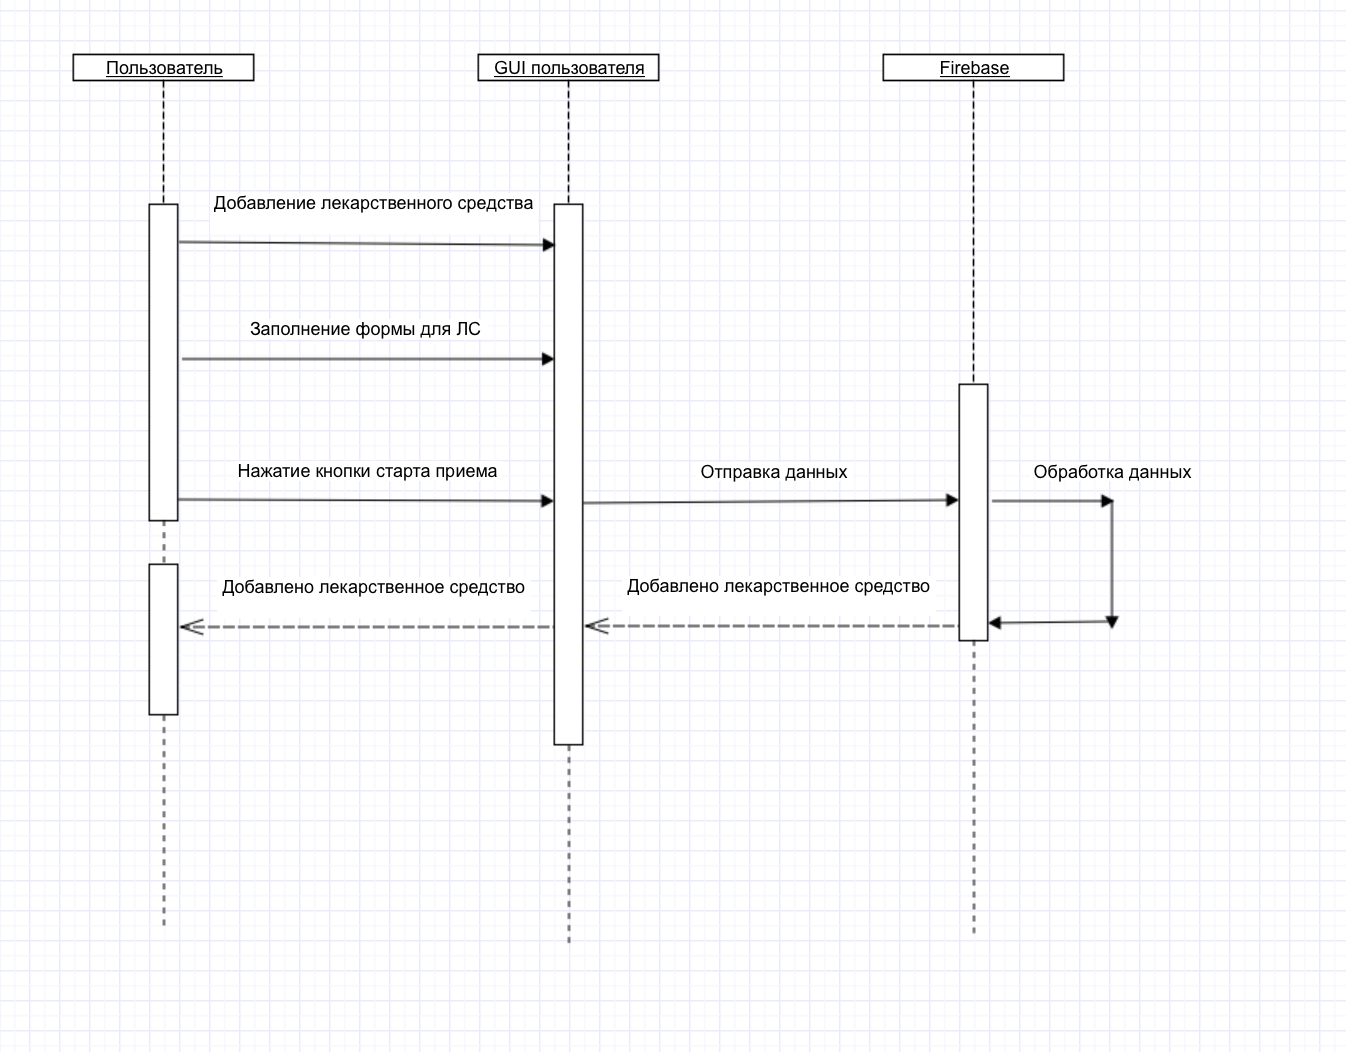 Пользователь
GUI пользователя
Firebase
Добавление лекарственного средства
Заполнение формы для ЛС
Нажатие кнопки старта приема
Отправка данных
Обработка данных
Добавлено лекарственное средство
Добавлено лекарственное средство